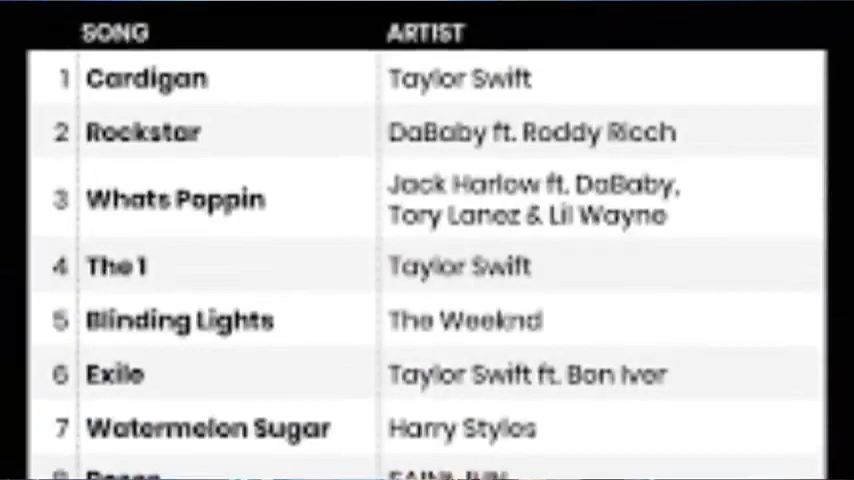 SONG ARTIST
1 Cardigan Taylor Swift
2 Rockstar DaBaby ft. Roddy Ricch
3 Whats Poppin Jack Harlow ft. DaBaby,
Tory Lanez & Lil Wayne
4 The 1 Taylor Swift
5 Blinding Lights The Weeknd
6 Exile Taylor Swift ft. Bon Iver
7 Watermelon Sugar Harry Styles